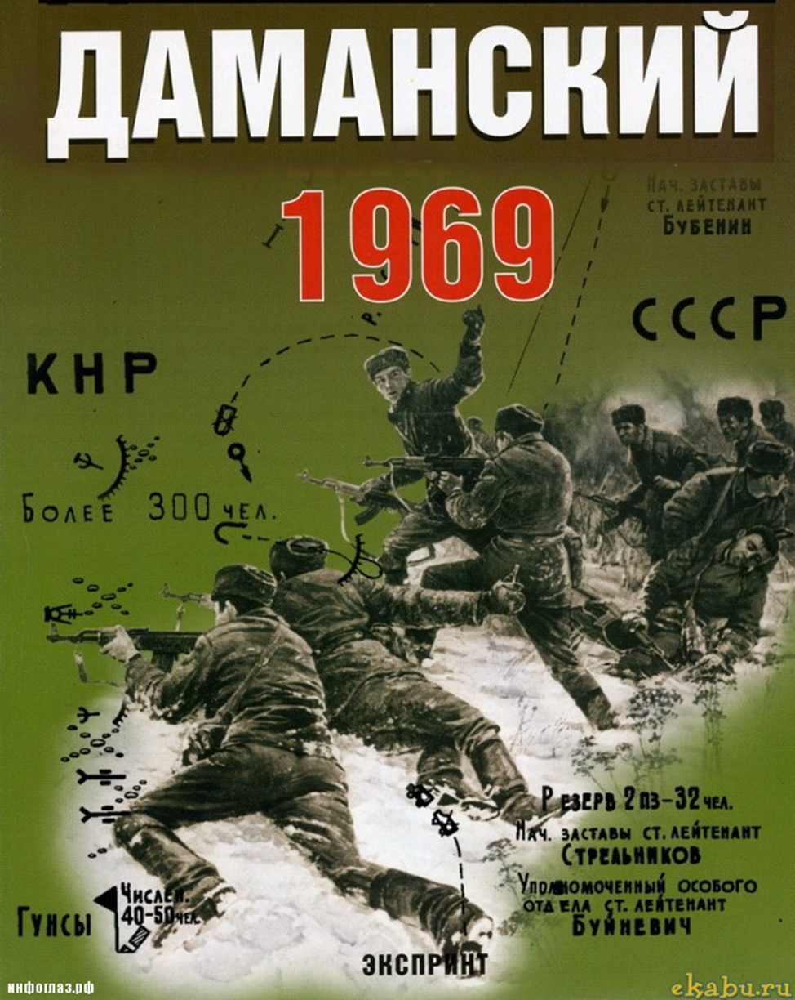 ДАМАНСКИЙ
1969
Нач. заставы
ст. лейтенант
Бубенин
СССР
КНР
р.
Более 300 чел.
Резерв 2 пз-32 чел.
Нач. заставы ст. лейтенант
Стрельников
Уполномоченный особого
отдела ст. лейтенант
Буйневич
Числен.
40-50 чел.
Гунсы
ЭКСПРИНТ
инфоглаз.рф
ekabu.ru